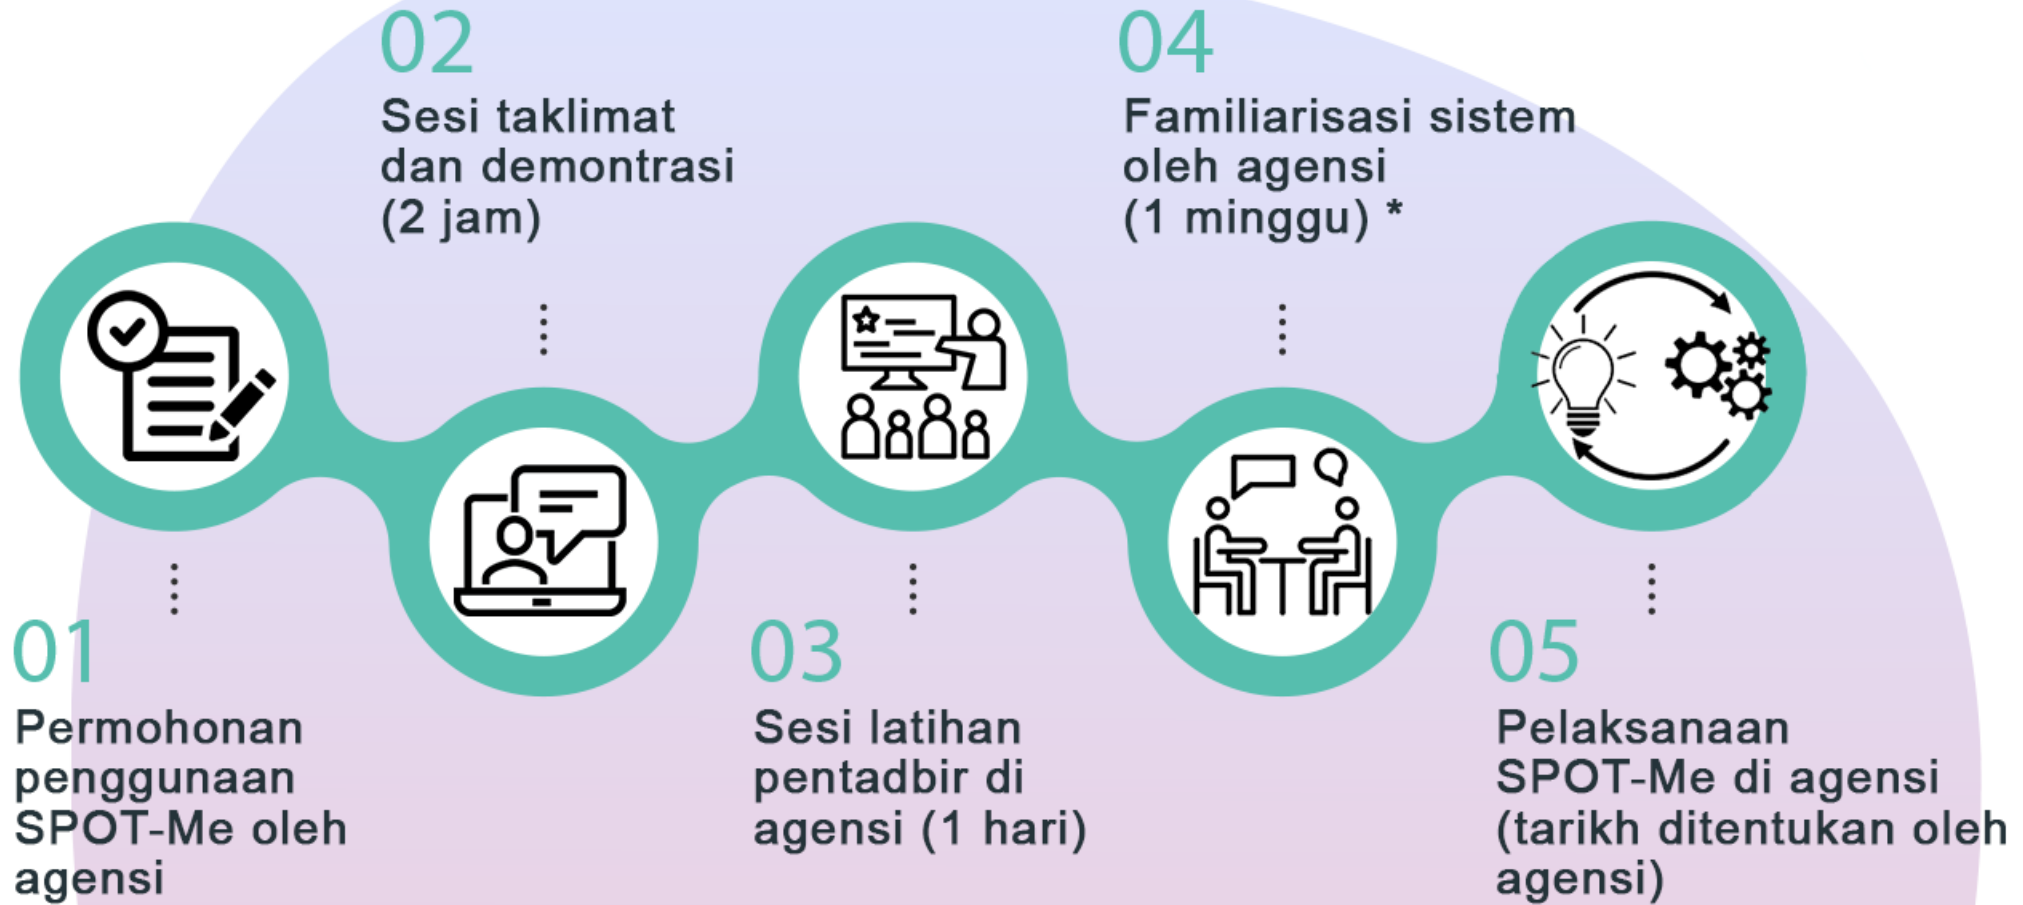 01
Permohonan
penggunaan
SPOT-Me oleh
agensi
02
Sesi taklimat
dan demontrasi
(2 jam)
03
Sesi latihan
pentadbir di
agensi (1 hari)
04
Familiarisasi sistem
oleh agensi
(1 minggu) *
05
Pelaksanaan
SPOT-Me di agensi
(tarikh ditentukan oleh
agensi)